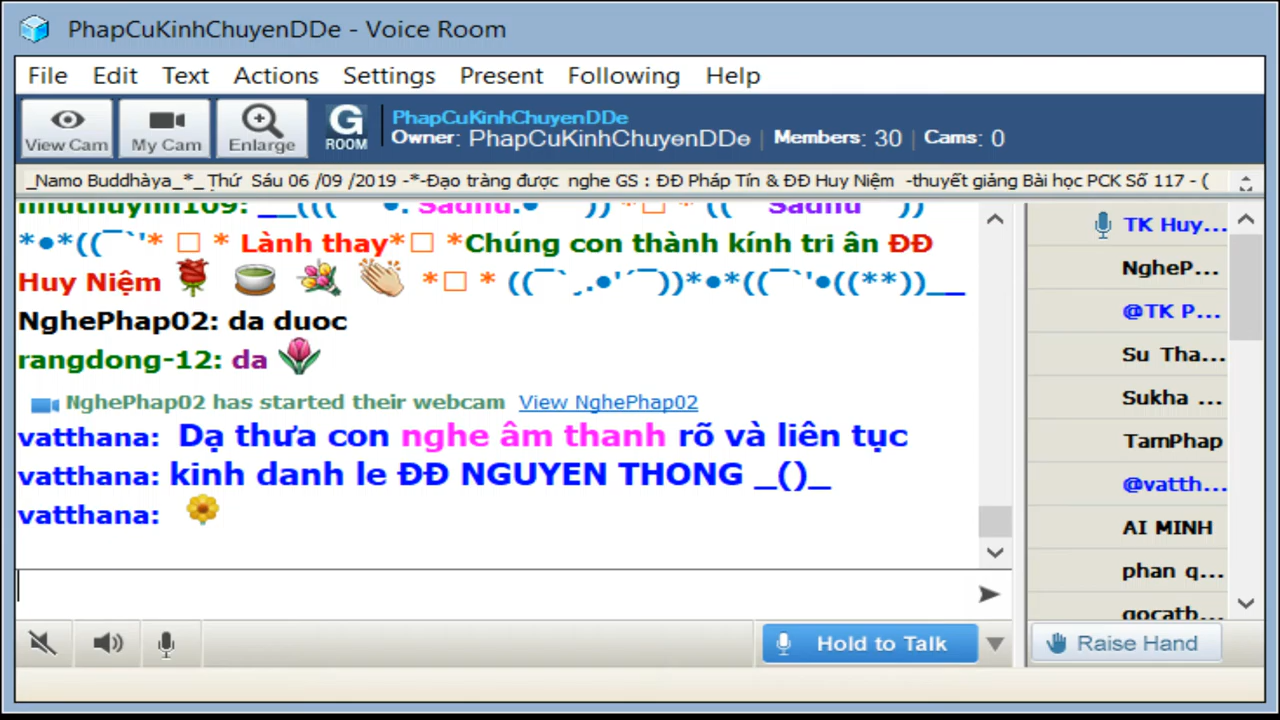 PhapCuKinhChuyenDDe - Voice Room
File Edit Text Actions Settings Present Following Help
View Cam My Cam Enlarge G ROOM
PhapCuKinhChuyenDDe
Owner: PhapCuKinhChuyenDDe | Members: 30 | Cams: 0
_Namo Buddhàya_*_ Thứ Sáu 06 /09 /2019 -*-Đạo tràng được nghe GS : ĐĐ Pháp Tín & ĐĐ Huy Niệm -thuyết giảng Bài học PCK Số 117 - (
*●*((¯`'* □ * Lành thay*□ *Chúng con thành kính tri ân ĐĐ
Huy Niệm 🌹 🍵 💐 👏 *□ * ((¯`¸.●'´¯))*●*((¯`'●((**))__
NghePhap02: da duoc
rangdong-12: da 🌷
NghePhap02 has started their webcam View NghePhap02
vatthana: Dạ thưa con nghe âm thanh rõ và liên tục
vatthana: kinh danh le ĐĐ NGUYEN THONG _()_
vatthana: 🌼
Hold to Talk
TK Huy...
NgheP...
@TK P...
Su Tha...
Sukha ...
TamPhap
@vatth...
AI MINH
phan q...
gocatb...
Raise Hand